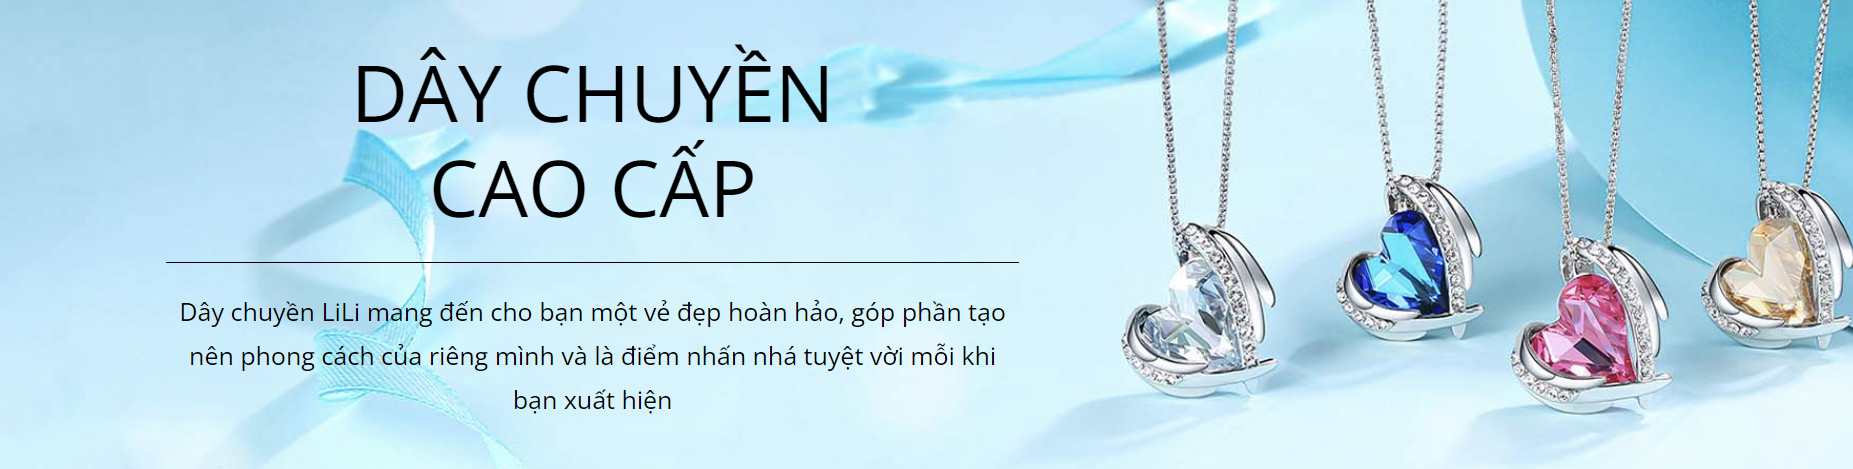 DÂY CHUYỀN
CAO CẤP
Dây chuyền LiLi mang đến cho bạn một vẻ đẹp hoàn hảo, góp phần tạo
nên phong cách của riêng mình và là điểm nhấn nhá tuyệt vời mỗi khi
bạn xuất hiện